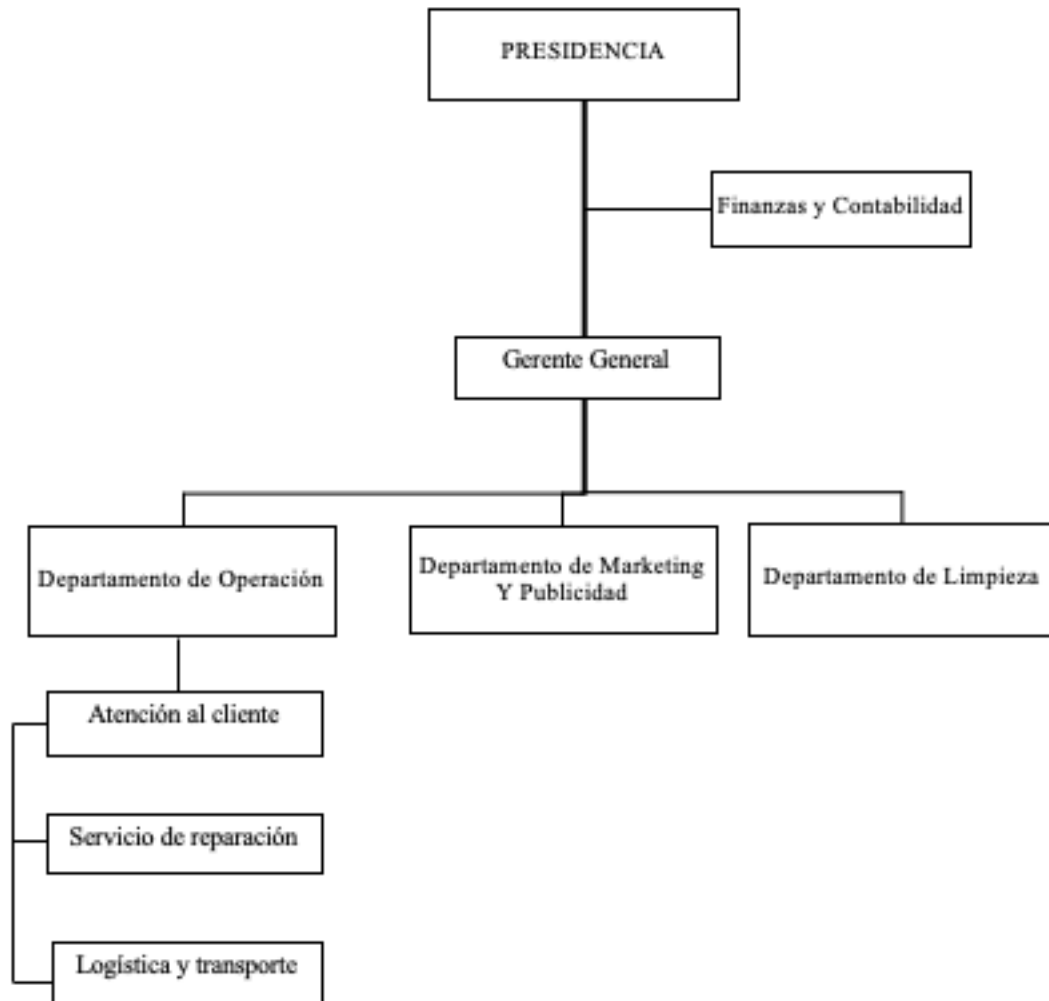 PRESIDENCIA
Finanzas y Contabilidad
Gerente General
Departamento de Operación
Departamento de Marketing
Y Publicidad
Departamento de Limpieza
Atención al cliente
Servicio de reparación
Logística y transporte